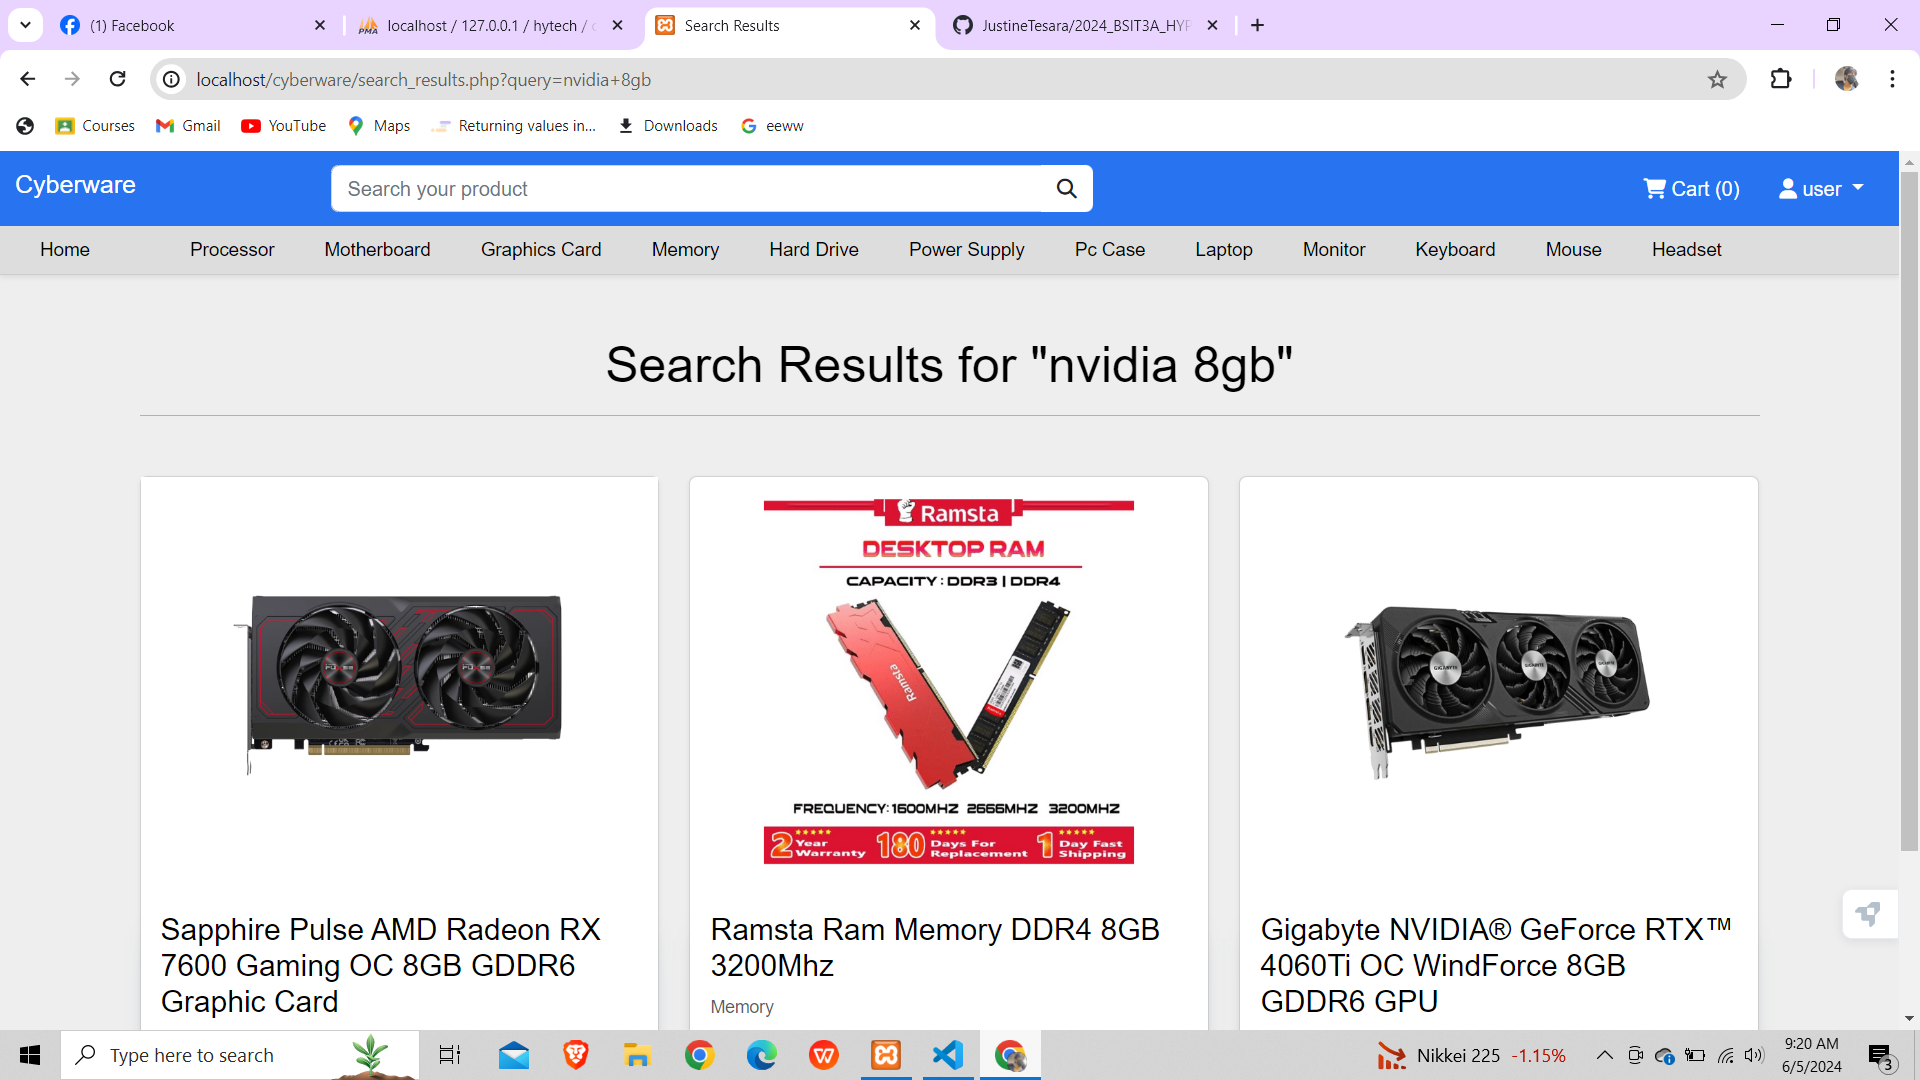 (1) Facebook
localhost / 127.0.0.1 / hytech / c
Search Results
JustineTesara/2024_BSIT3A_HYP
localhost/cyberware/search_results.php?query=nvidia+8gb
Courses
Gmail
YouTube
Maps
Returning values in...
Downloads
eeww
Cyberware
Search your product
Cart (0)
user
Home
Processor
Motherboard
Graphics Card
Memory
Hard Drive
Power Supply
Pc Case
Laptop
Monitor
Keyboard
Mouse
Headset
Search Results for "nvidia 8gb"
Ramsta
DESKTOP RAM
CAPACITY : DDR3 | DDR4
Ramsta
FREQUENCY: 1600MHZ 2666MHZ 3200MHZ
2 Year Warranty
180 Days For Replacement
1 Day Fast Shipping
GIGABYTE
GIGABYTE
GIGABYTE
Sapphire Pulse AMD Radeon RX
7600 Gaming OC 8GB GDDR6
Graphic Card
Ramsta Ram Memory DDR4 8GB
3200Mhz
Memory
Gigabyte NVIDIA® GeForce RTX™
4060Ti OC WindForce 8GB
GDDR6 GPU
Type here to search
Nikkei 225 -1.15%
9:20 AM
6/5/2024
3